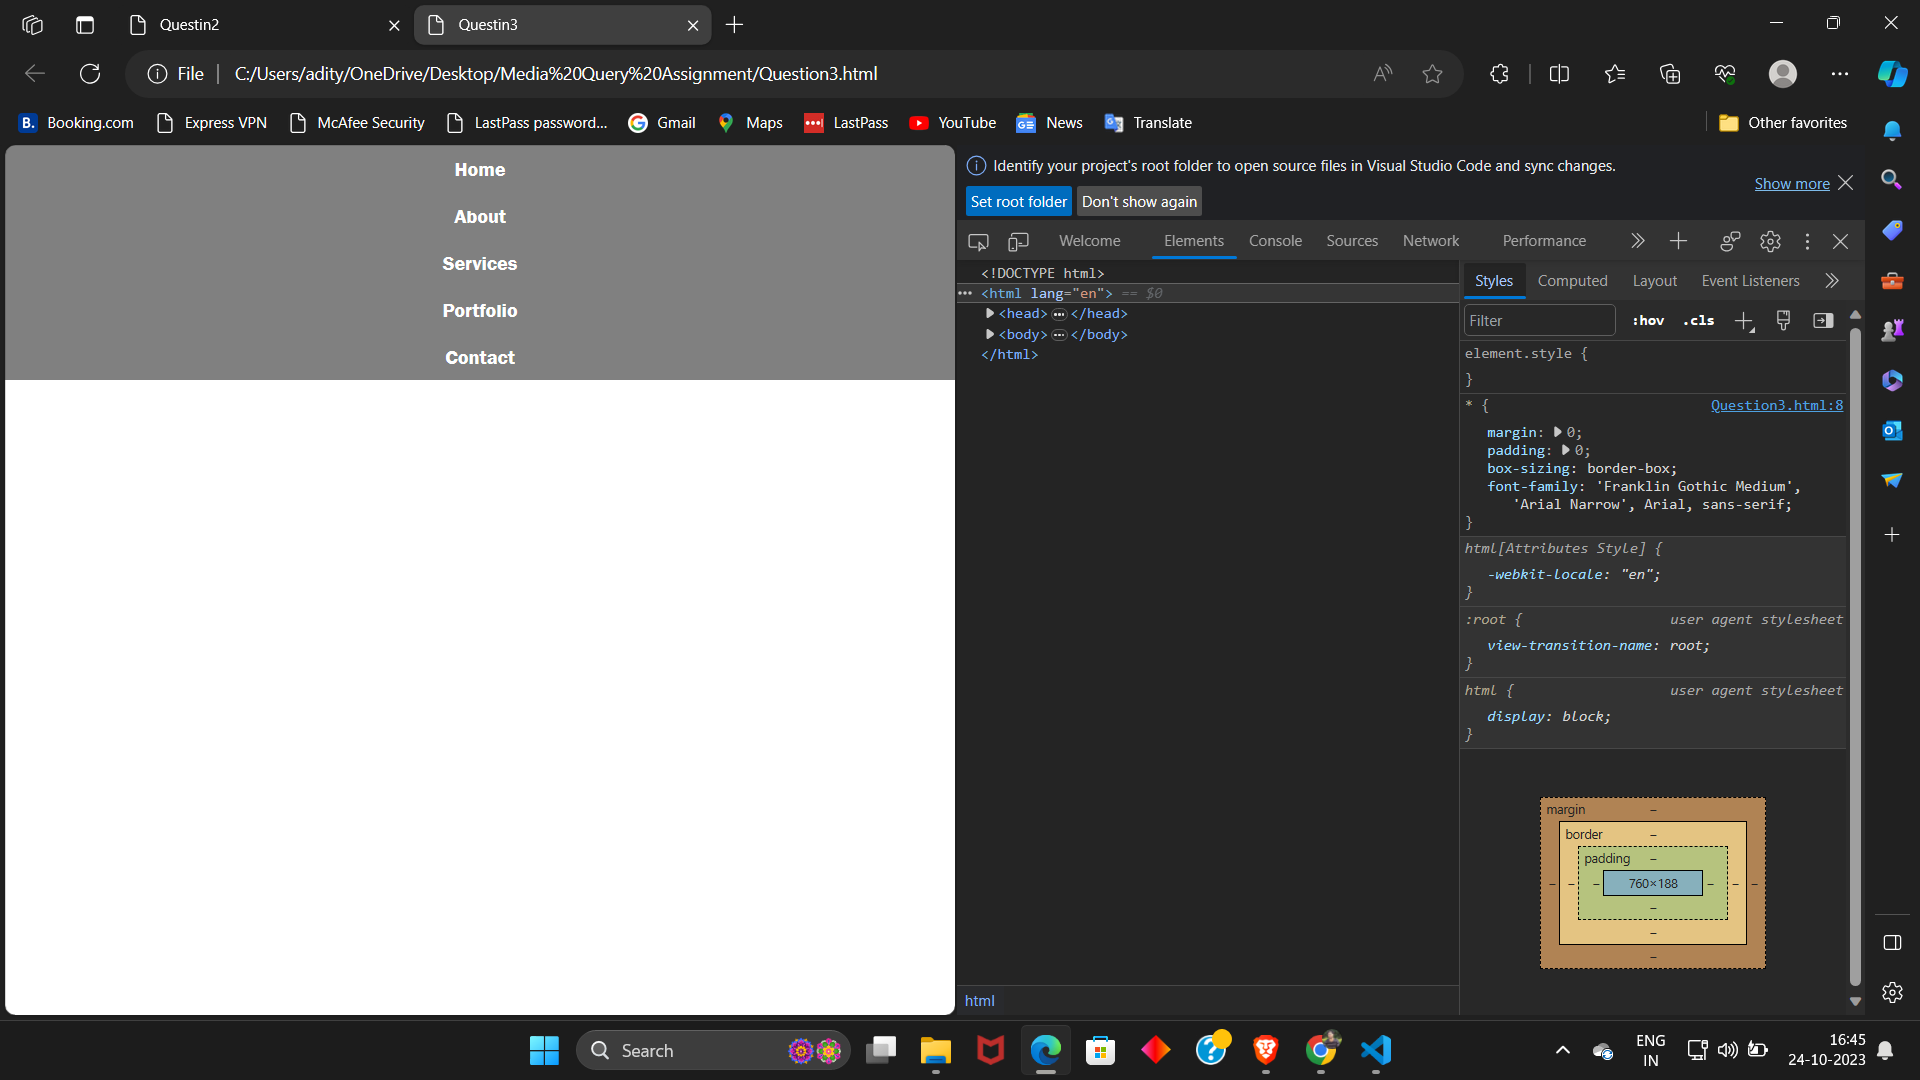 Questin2
Questin3
File
C:/Users/adity/OneDrive/Desktop/Media%20Query%20Assignment/Question3.html
Booking.com
Express VPN
McAfee Security
LastPass password...
Gmail
Maps
LastPass
YouTube
News
Translate
Other favorites
Home
About
Services
Portfolio
Contact
Identify your project's root folder to open source files in Visual Studio Code and sync changes.
Show more
Set root folder
Don't show again
Welcome
Elements
Console
Sources
Network
Performance
<!DOCTYPE html>
<html lang="en"> == $0
<head> ... </head>
<body> ... </body>
</html>
html
Styles
Computed
Layout
Event Listeners
Filter
:hov
.cls
element.style {
}
* {
Question3.html:8
margin: 0;
padding: 0;
box-sizing: border-box;
font-family: 'Franklin Gothic Medium',
'Arial Narrow', Arial, sans-serif;
}
html[Attributes Style] {
-webkit-locale: "en";
}
:root {
user agent stylesheet
view-transition-name: root;
}
html {
user agent stylesheet
display: block;
}
margin –
border –
padding –
– – – 760×188 – – –
–
–
–
Search
ENG
IN
16:45
24-10-2023